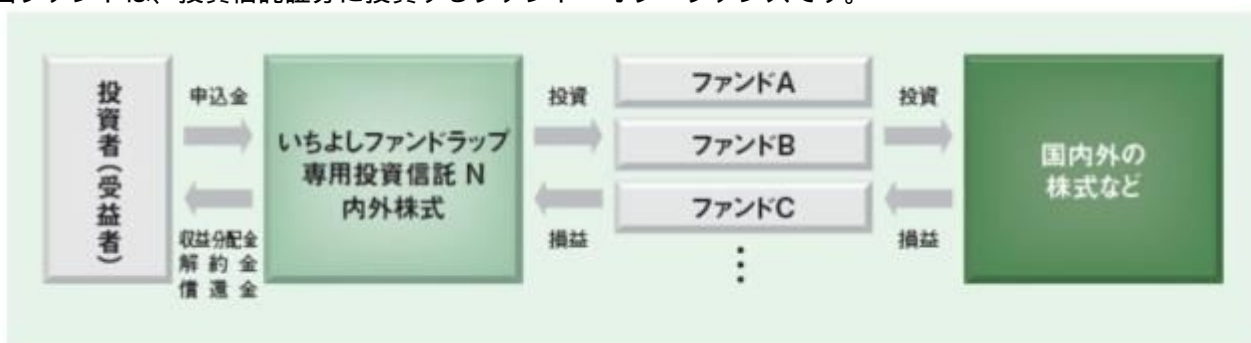 投資者(受益者)
申込金
収益分配金
解約金
償還金
いちよしファンドラップ
専用投資信託 N
内外株式
投資
損益
ファンドA
ファンドB
ファンドC
⋮
投資
損益
国内外の
株式など